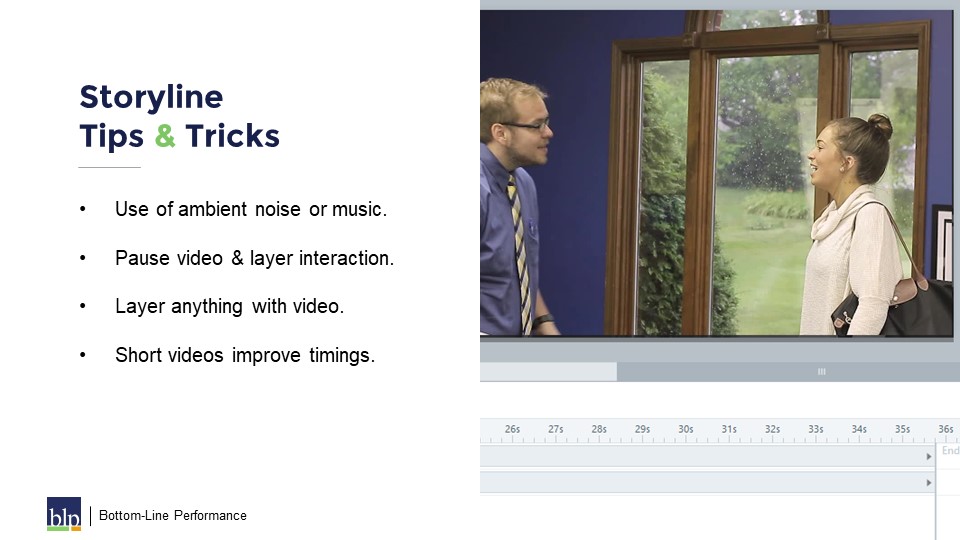 Storyline
Tips & Tricks
• Use of ambient noise or music.
• Pause video & layer interaction.
• Layer anything with video.
• Short videos improve timings.
26s 27s 28s 29s 30s 31s 32s 33s 34s 35s 36s
End
blp Bottom-Line Performance